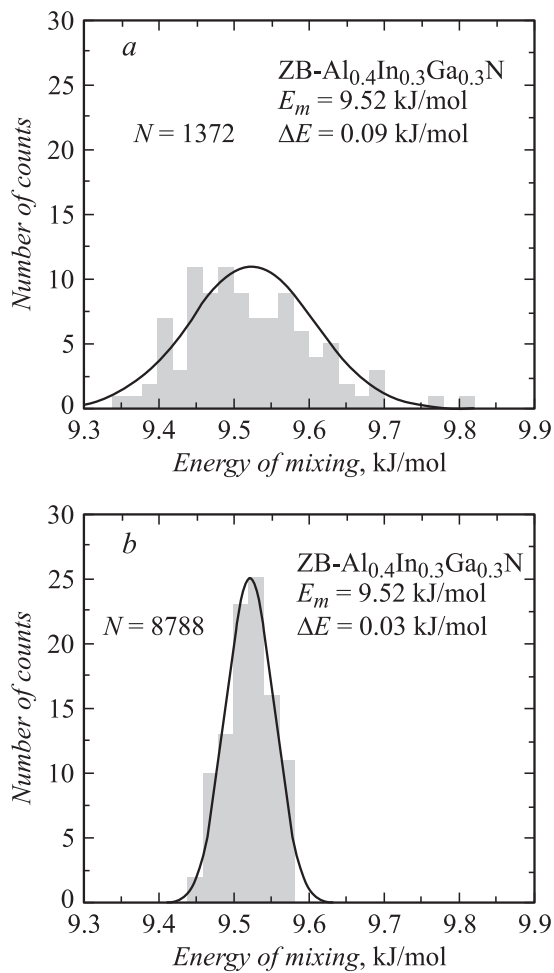 a
30
25
20
15
10
5
0
Number of counts
ZB-Al₀.₄In₀.₃Ga₀.₃N
Eₘ = 9.52 kJ/mol
N = 1372
ΔE = 0.09 kJ/mol
9.3 9.4 9.5 9.6 9.7 9.8 9.9
Energy of mixing, kJ/mol
b
30
25
20
15
10
5
0
Number of counts
ZB-Al₀.₄In₀.₃Ga₀.₃N
Eₘ = 9.52 kJ/mol
N = 8788
ΔE = 0.03 kJ/mol
9.3 9.4 9.5 9.6 9.7 9.8 9.9
Energy of mixing, kJ/mol